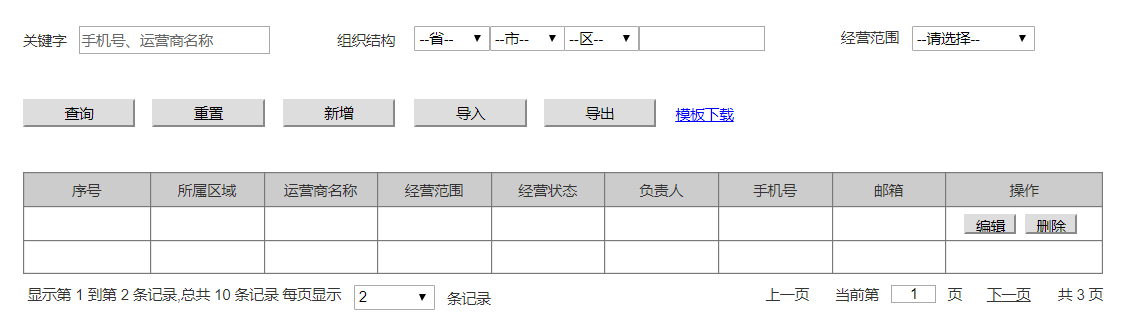 关键字 手机号、运营商名称 组织结构 --省-- --市-- --区-- 经营范围 --请选择--
查询 重置 新增 导入 导出 模板下载
序号 所属区域 运营商名称 经营范围 经营状态 负责人 手机号 邮箱 操作
编辑 删除
显示第 1 到第 2 条记录,总共 10 条记录 每页显示 2 条记录 上一页 当前第 1 页 下一页 共 3 页